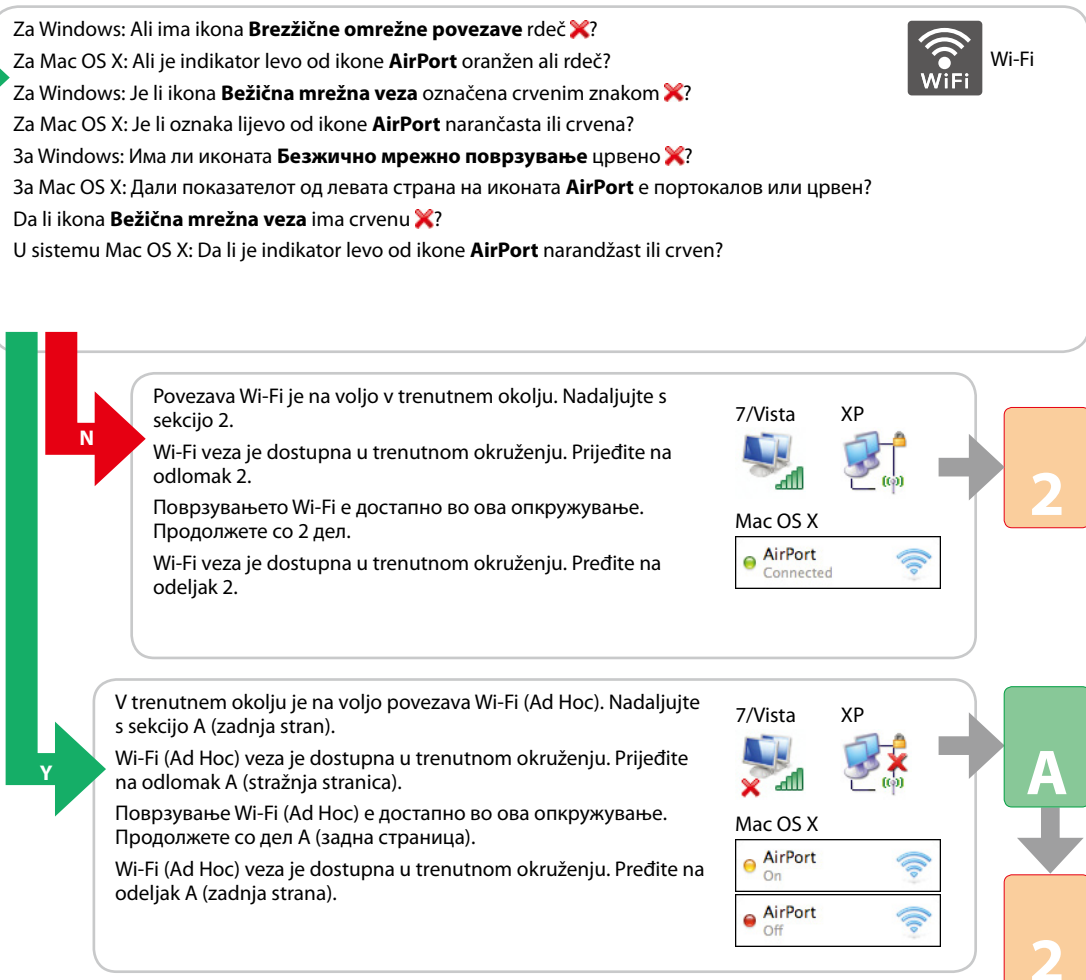 Za Windows: Ali ima ikona Brezžične omrežne povezave rdeč ❌?
Za Mac OS X: Ali je indikator levo od ikone AirPort oranžen ali rdeč?
Za Windows: Je li ikona Bežična mrežna veza označena crvenim znakom ❌?
Za Mac OS X: Je li oznaka lijevo od ikone AirPort narančasta ili crvena?
За Windows: Има ли иконата Безжично мрежно поврзување црвено ❌?
За Mac OS X: Дали показателот од левата страна на иконата AirPort е портокалов или црвен?
Da li ikona Bežična mrežna veza ima crvenu ❌?
U sistemu Mac OS X: Da li je indikator levo od ikone AirPort narandžast ili crven?
WiFi
Wi-Fi
N
Povezava Wi-Fi je na voljo v trenutnem okolju. Nadaljujte s
sekcijo 2.
Wi-Fi veza je dostupna u trenutnom okruženju. Prijeđite na
odlomak 2.
Поврзувањето Wi-Fi е достапно во ова опкружување.
Продолжете со 2 дел.
Wi-Fi veza je dostupna u trenutnom okruženju. Pređite na
odeljak 2.
7/Vista
XP
Mac OS X
AirPort
Connected
2
Y
V trenutnem okolju je na voljo povezava Wi-Fi (Ad Hoc). Nadaljujte
s sekcijo A (zadnja stran).
Wi-Fi (Ad Hoc) veza je dostupna u trenutnom okruženju. Prijeđite
na odlomak A (stražnja stranica).
Поврзување Wi-Fi (Ad Hoc) е достапно во ова опкружување.
Продолжете со дел А (задна страница).
Wi-Fi (Ad Hoc) veza je dostupna u trenutnom okruženju. Pređite na
odeljak A (zadnja strana).
7/Vista
XP
Mac OS X
AirPort
On
AirPort
Off
A
2